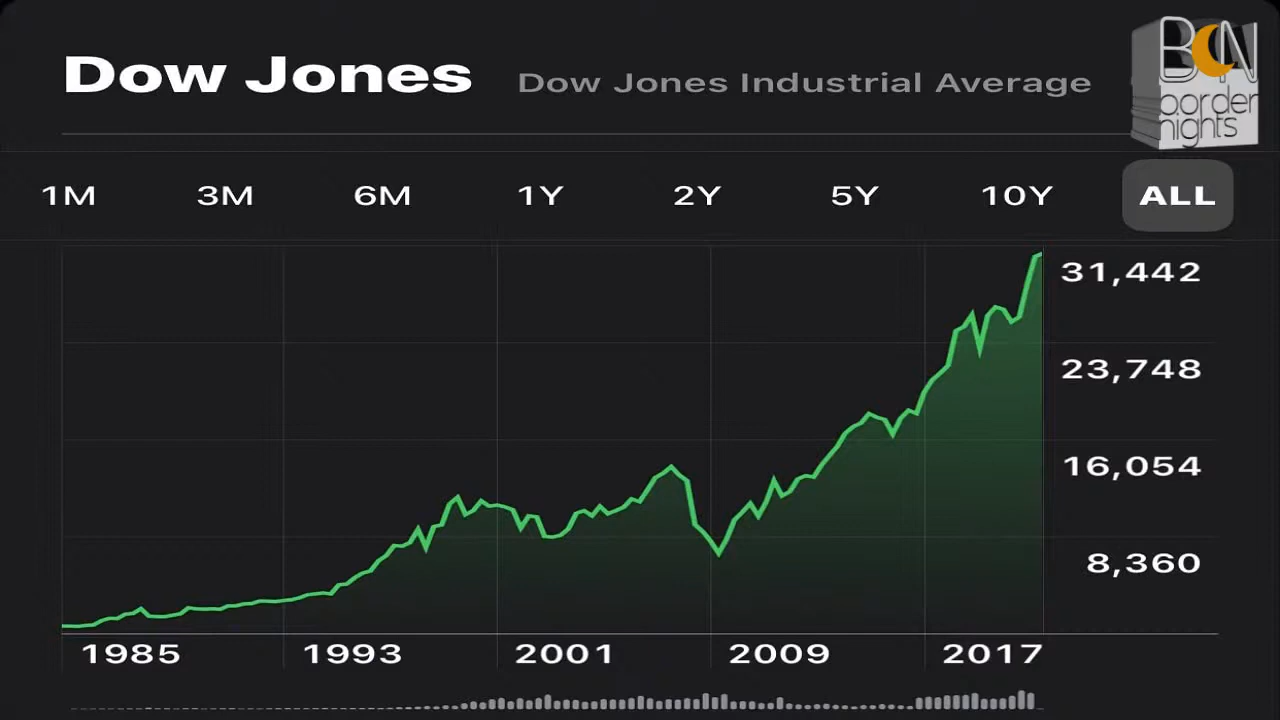 Dow Jones Dow Jones Industrial Average
BCN
border
nights
1M 3M 6M 1Y 2Y 5Y 10Y ALL
31,442
23,748
16,054
8,360
1985 1993 2001 2009 2017